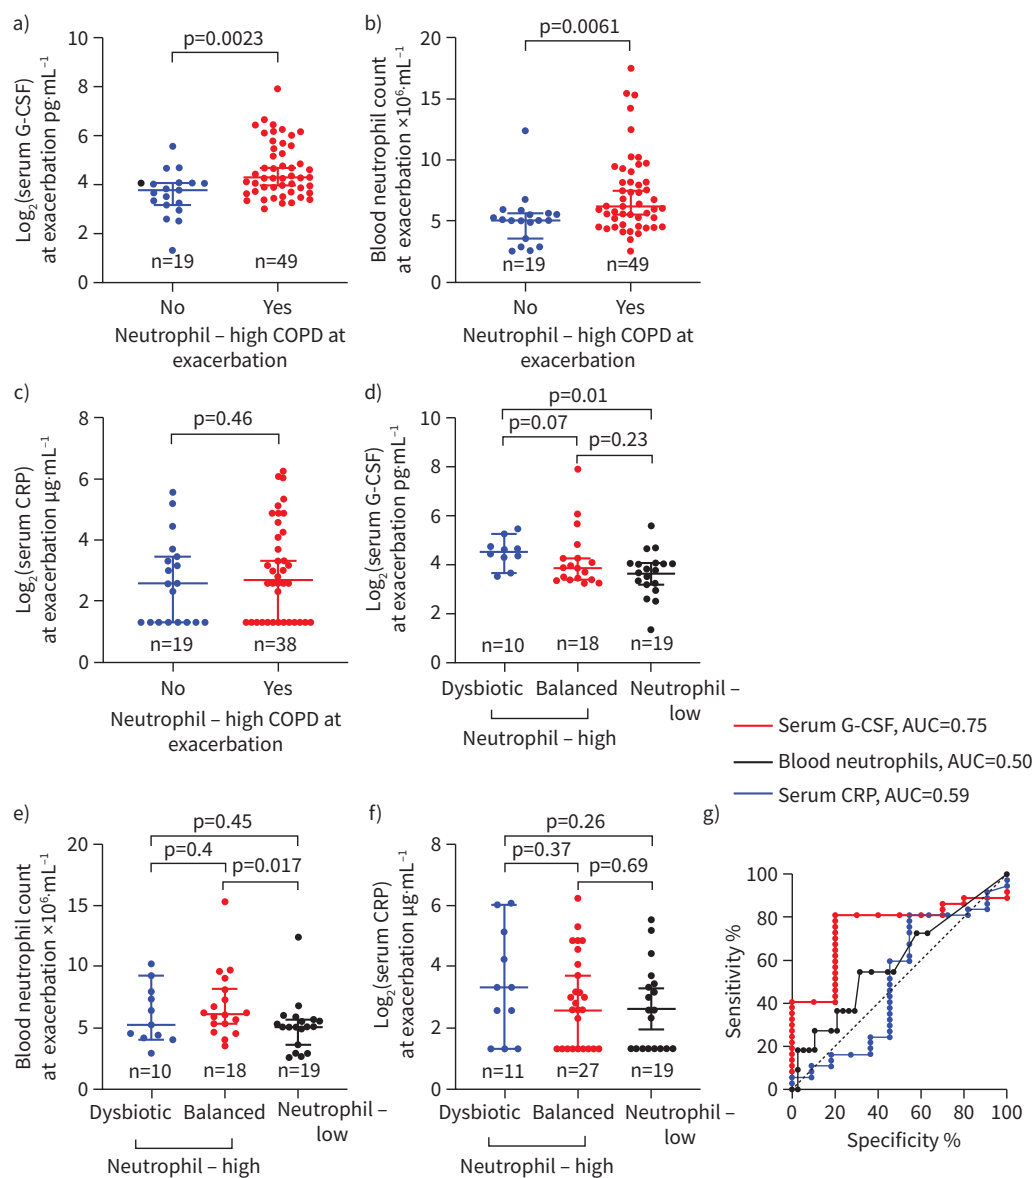 a)
p=0.0023
Log2(serum G-CSF)
at exacerbation pg·mL−1
10
8
6
4
2
0
n=19
n=49
No
Yes
Neutrophil – high COPD at
exacerbation
b)
p=0.0061
Blood neutrophil count
at exacerbation ×10⁶·mL−1
20
15
10
5
0
n=19
n=49
No
Yes
Neutrophil – high COPD at
exacerbation
c)
p=0.46
Log2(serum CRP)
at exacerbation µg·mL−1
8
6
4
2
0
n=19
n=38
No
Yes
Neutrophil – high COPD at
exacerbation
d)
p=0.01
p=0.07
p=0.23
Log2(serum G-CSF)
at exacerbation pg·mL−1
10
8
6
4
2
0
n=10
n=18
n=19
Dysbiotic
Balanced
Neutrophil –
low
Neutrophil – high
Serum G-CSF, AUC=0.75
Blood neutrophils, AUC=0.50
Serum CRP, AUC=0.59
e)
p=0.45
p=0.4
p=0.017
Blood neutrophil count
at exacerbation ×10⁶·mL−1
20
15
10
5
0
n=10
n=18
n=19
Dysbiotic
Balanced
Neutrophil –
low
Neutrophil – high
f)
p=0.26
p=0.37
p=0.69
Log2(serum CRP)
at exacerbation µg·mL−1
8
6
4
2
0
n=11
n=27
n=19
Dysbiotic
Balanced
Neutrophil –
low
Neutrophil – high
g)
Sensitivity %
100
80
60
40
20
0
0
20
40
60
80
100
Specificity %